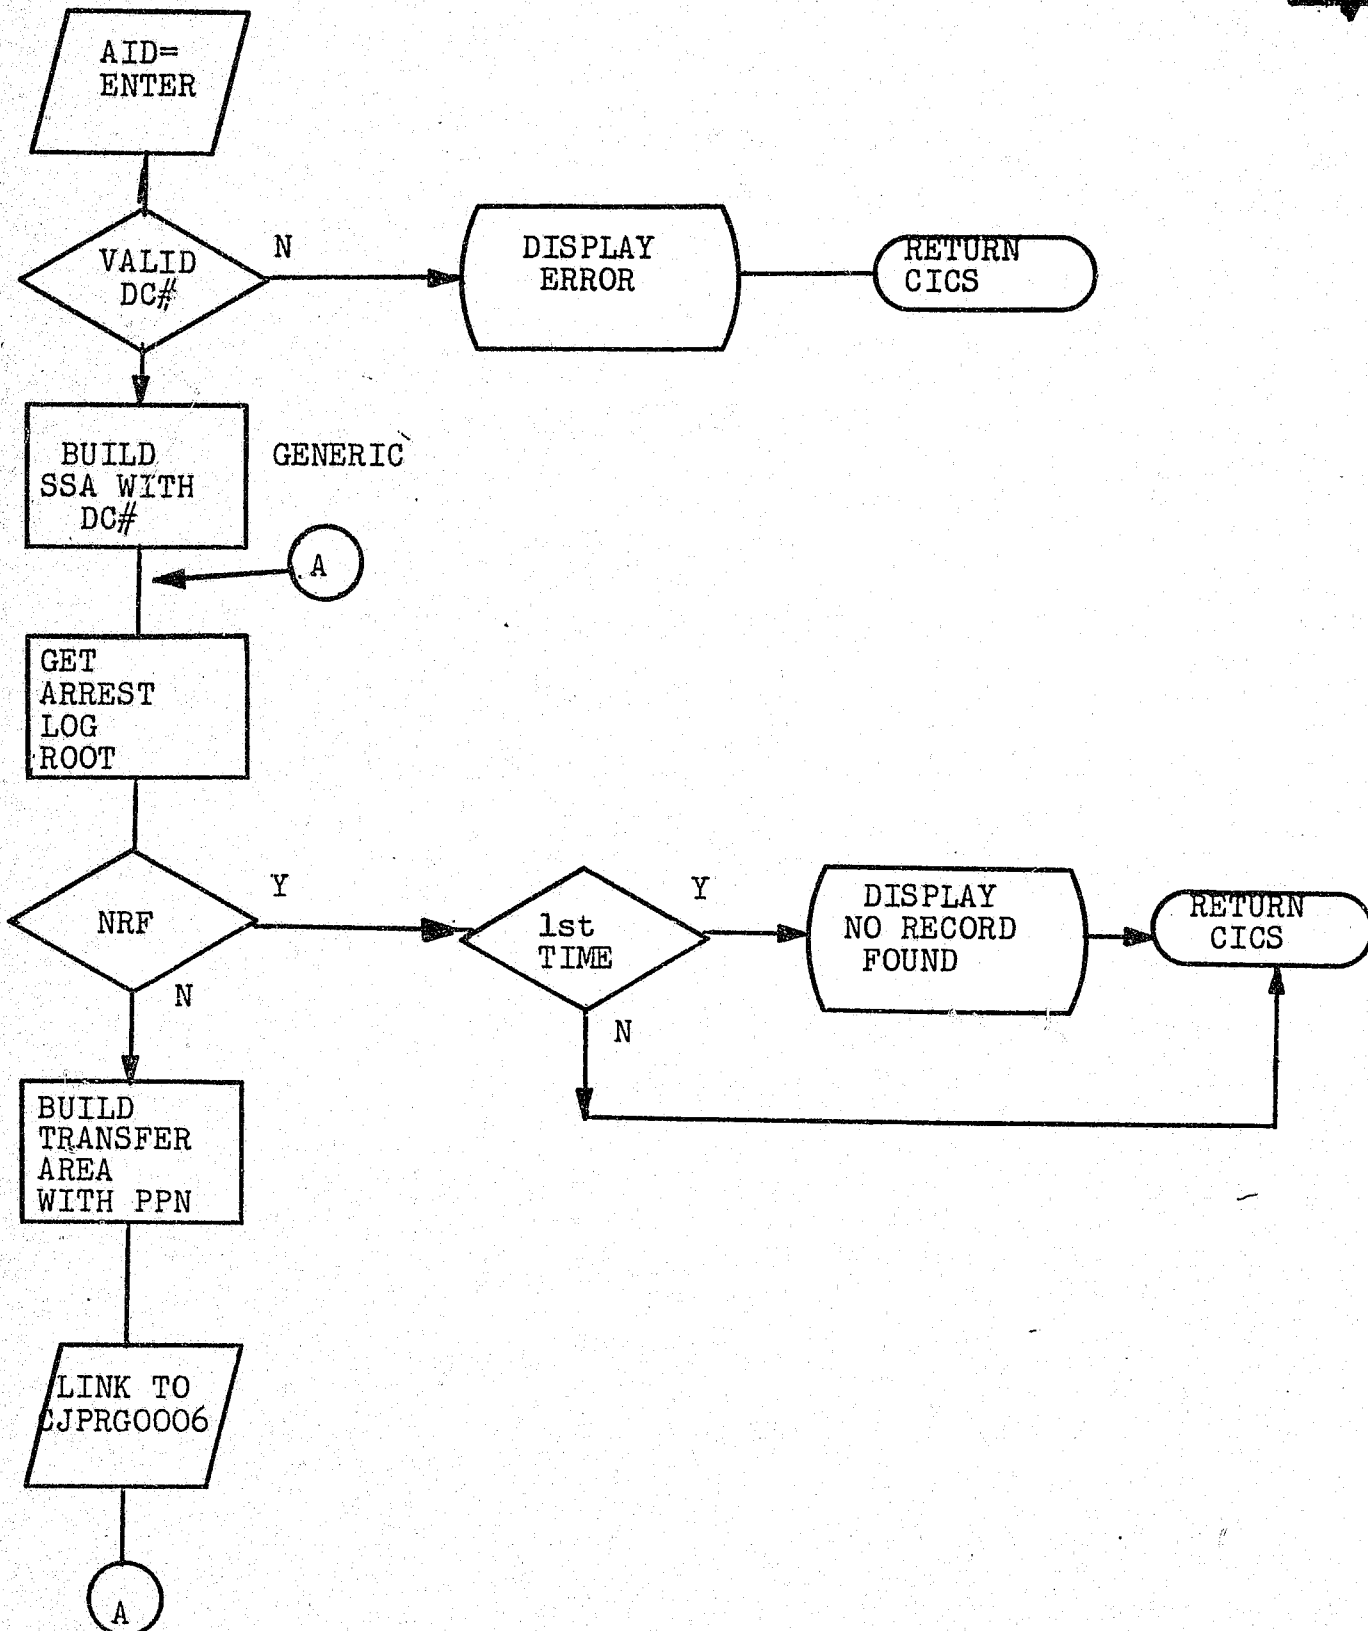 AID=
ENTER
VALID
DC#
N
DISPLAY
ERROR
RETURN
CICS
BUILD
SSA WITH
DC#
GENERIC
A
GET
ARREST
LOG
ROOT
NRF
Y
N
1st
TIME
Y
N
DISPLAY
NO RECORD
FOUND
RETURN
CICS
BUILD
TRANSFER
AREA
WITH PPN
LINK TO
CJPRG0006
A